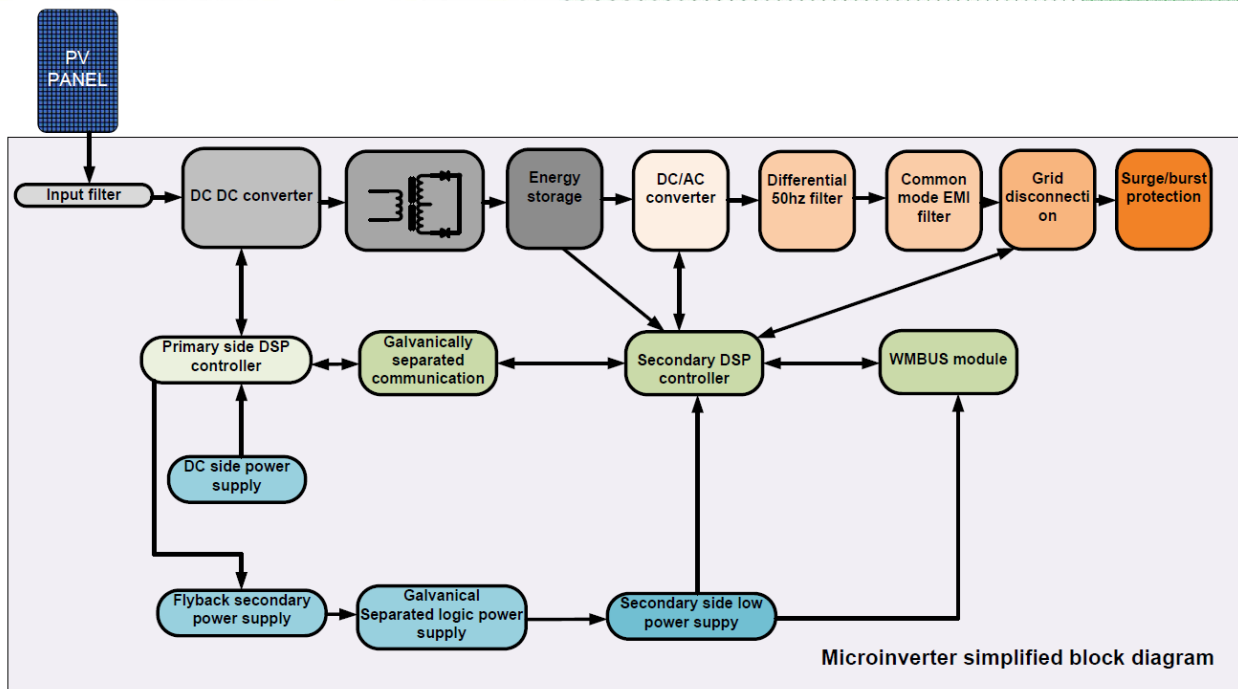 PV
PANEL
Input filter
DC DC converter
Energy
storage
DC/AC
converter
Differential
50hz filter
Common
mode EMI
filter
Grid
disconnecti
on
Surge/burst
protection
Primary side DSP
controller
Galvanically
separated
communication
Secondary DSP
controller
WMBUS module
DC side power
supply
Flyback secondary
power supply
Galvanical
Separated logic power
supply
Secondary side low
power suppy
Microinverter simplified block diagram